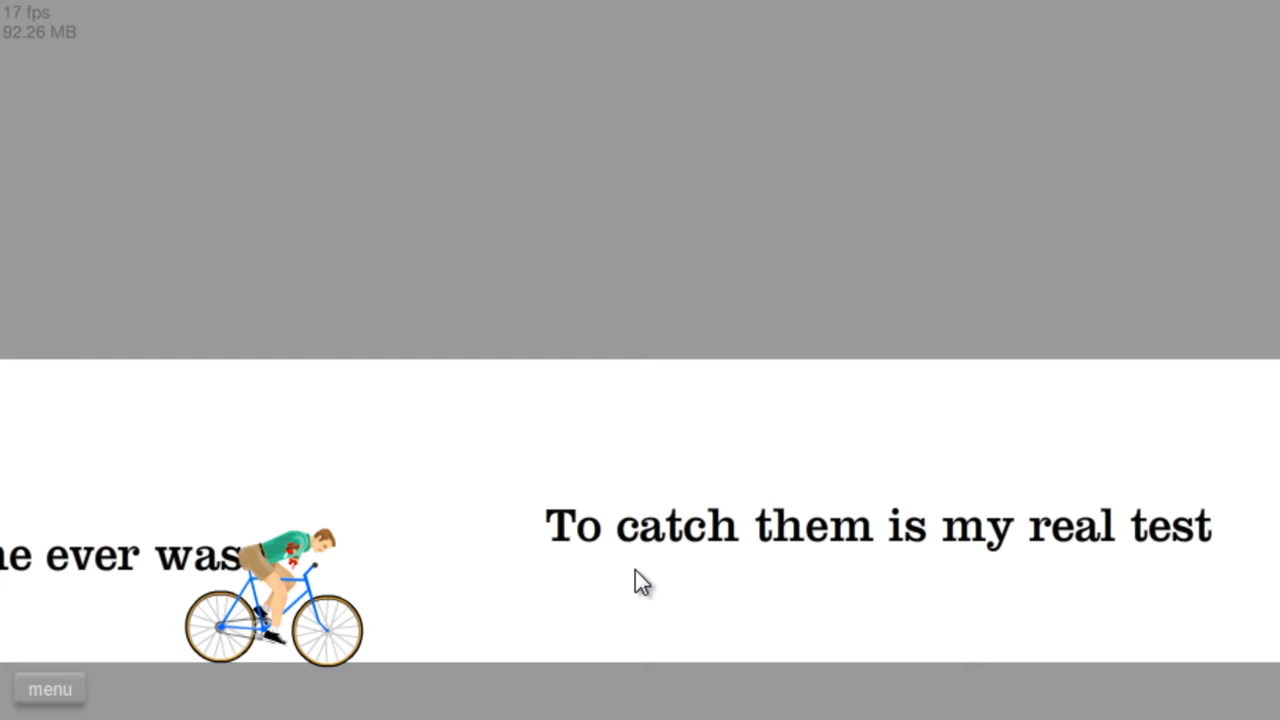 17 fps
92.26 MB
ever was
To catch them is my real test
menu